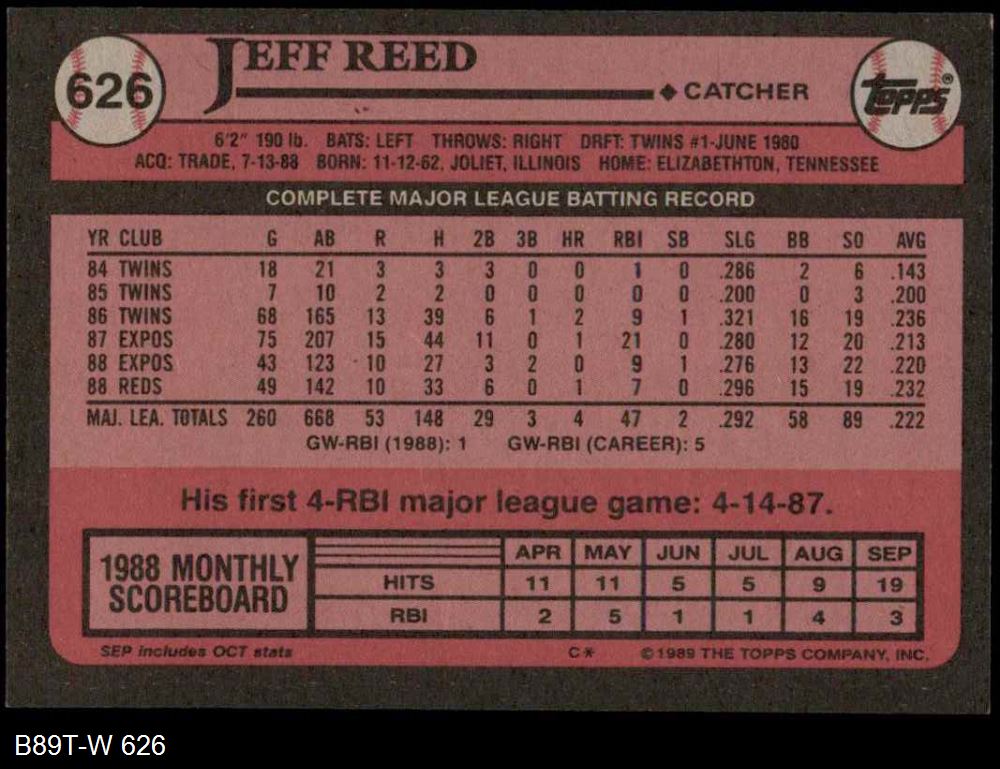 626
JEFF REED
◆ CATCHER
TOPPS®
6'2" 190 lb. BATS: LEFT THROWS: RIGHT DRFT: TWINS #1-JUNE 1980
ACQ: TRADE, 7-13-88 BORN: 11-12-62, JOLIET, ILLINOIS HOME: ELIZABETHTON, TENNESSEE
COMPLETE MAJOR LEAGUE BATTING RECORD
YR CLUB G AB R H 2B 3B HR RBI SB SLG BB SO AVG
84 TWINS 18 21 3 3 3 0 0 1 0 .286 2 6 .143
85 TWINS 7 10 2 2 0 0 0 0 0 .200 0 3 .200
86 TWINS 68 165 13 39 6 1 2 9 1 .321 16 19 .236
87 EXPOS 75 207 15 44 11 0 1 21 0 .280 12 20 .213
88 EXPOS 43 123 10 27 3 2 0 9 1 .276 13 22 .220
88 REDS 49 142 10 33 6 0 1 7 0 .296 15 19 .232
MAJ. LEA. TOTALS 260 668 53 148 29 3 4 47 2 .292 58 89 .222
GW-RBI (1988): 1 GW-RBI (CAREER): 5
His first 4-RBI major league game: 4-14-87.
1988 MONTHLY
SCOREBOARD
APR MAY JUN JUL AUG SEP
HITS 11 11 5 5 9 19
RBI 2 5 1 1 4 3
SEP includes OCT stats C* ©1989 THE TOPPS COMPANY, INC.
B89T-W 626